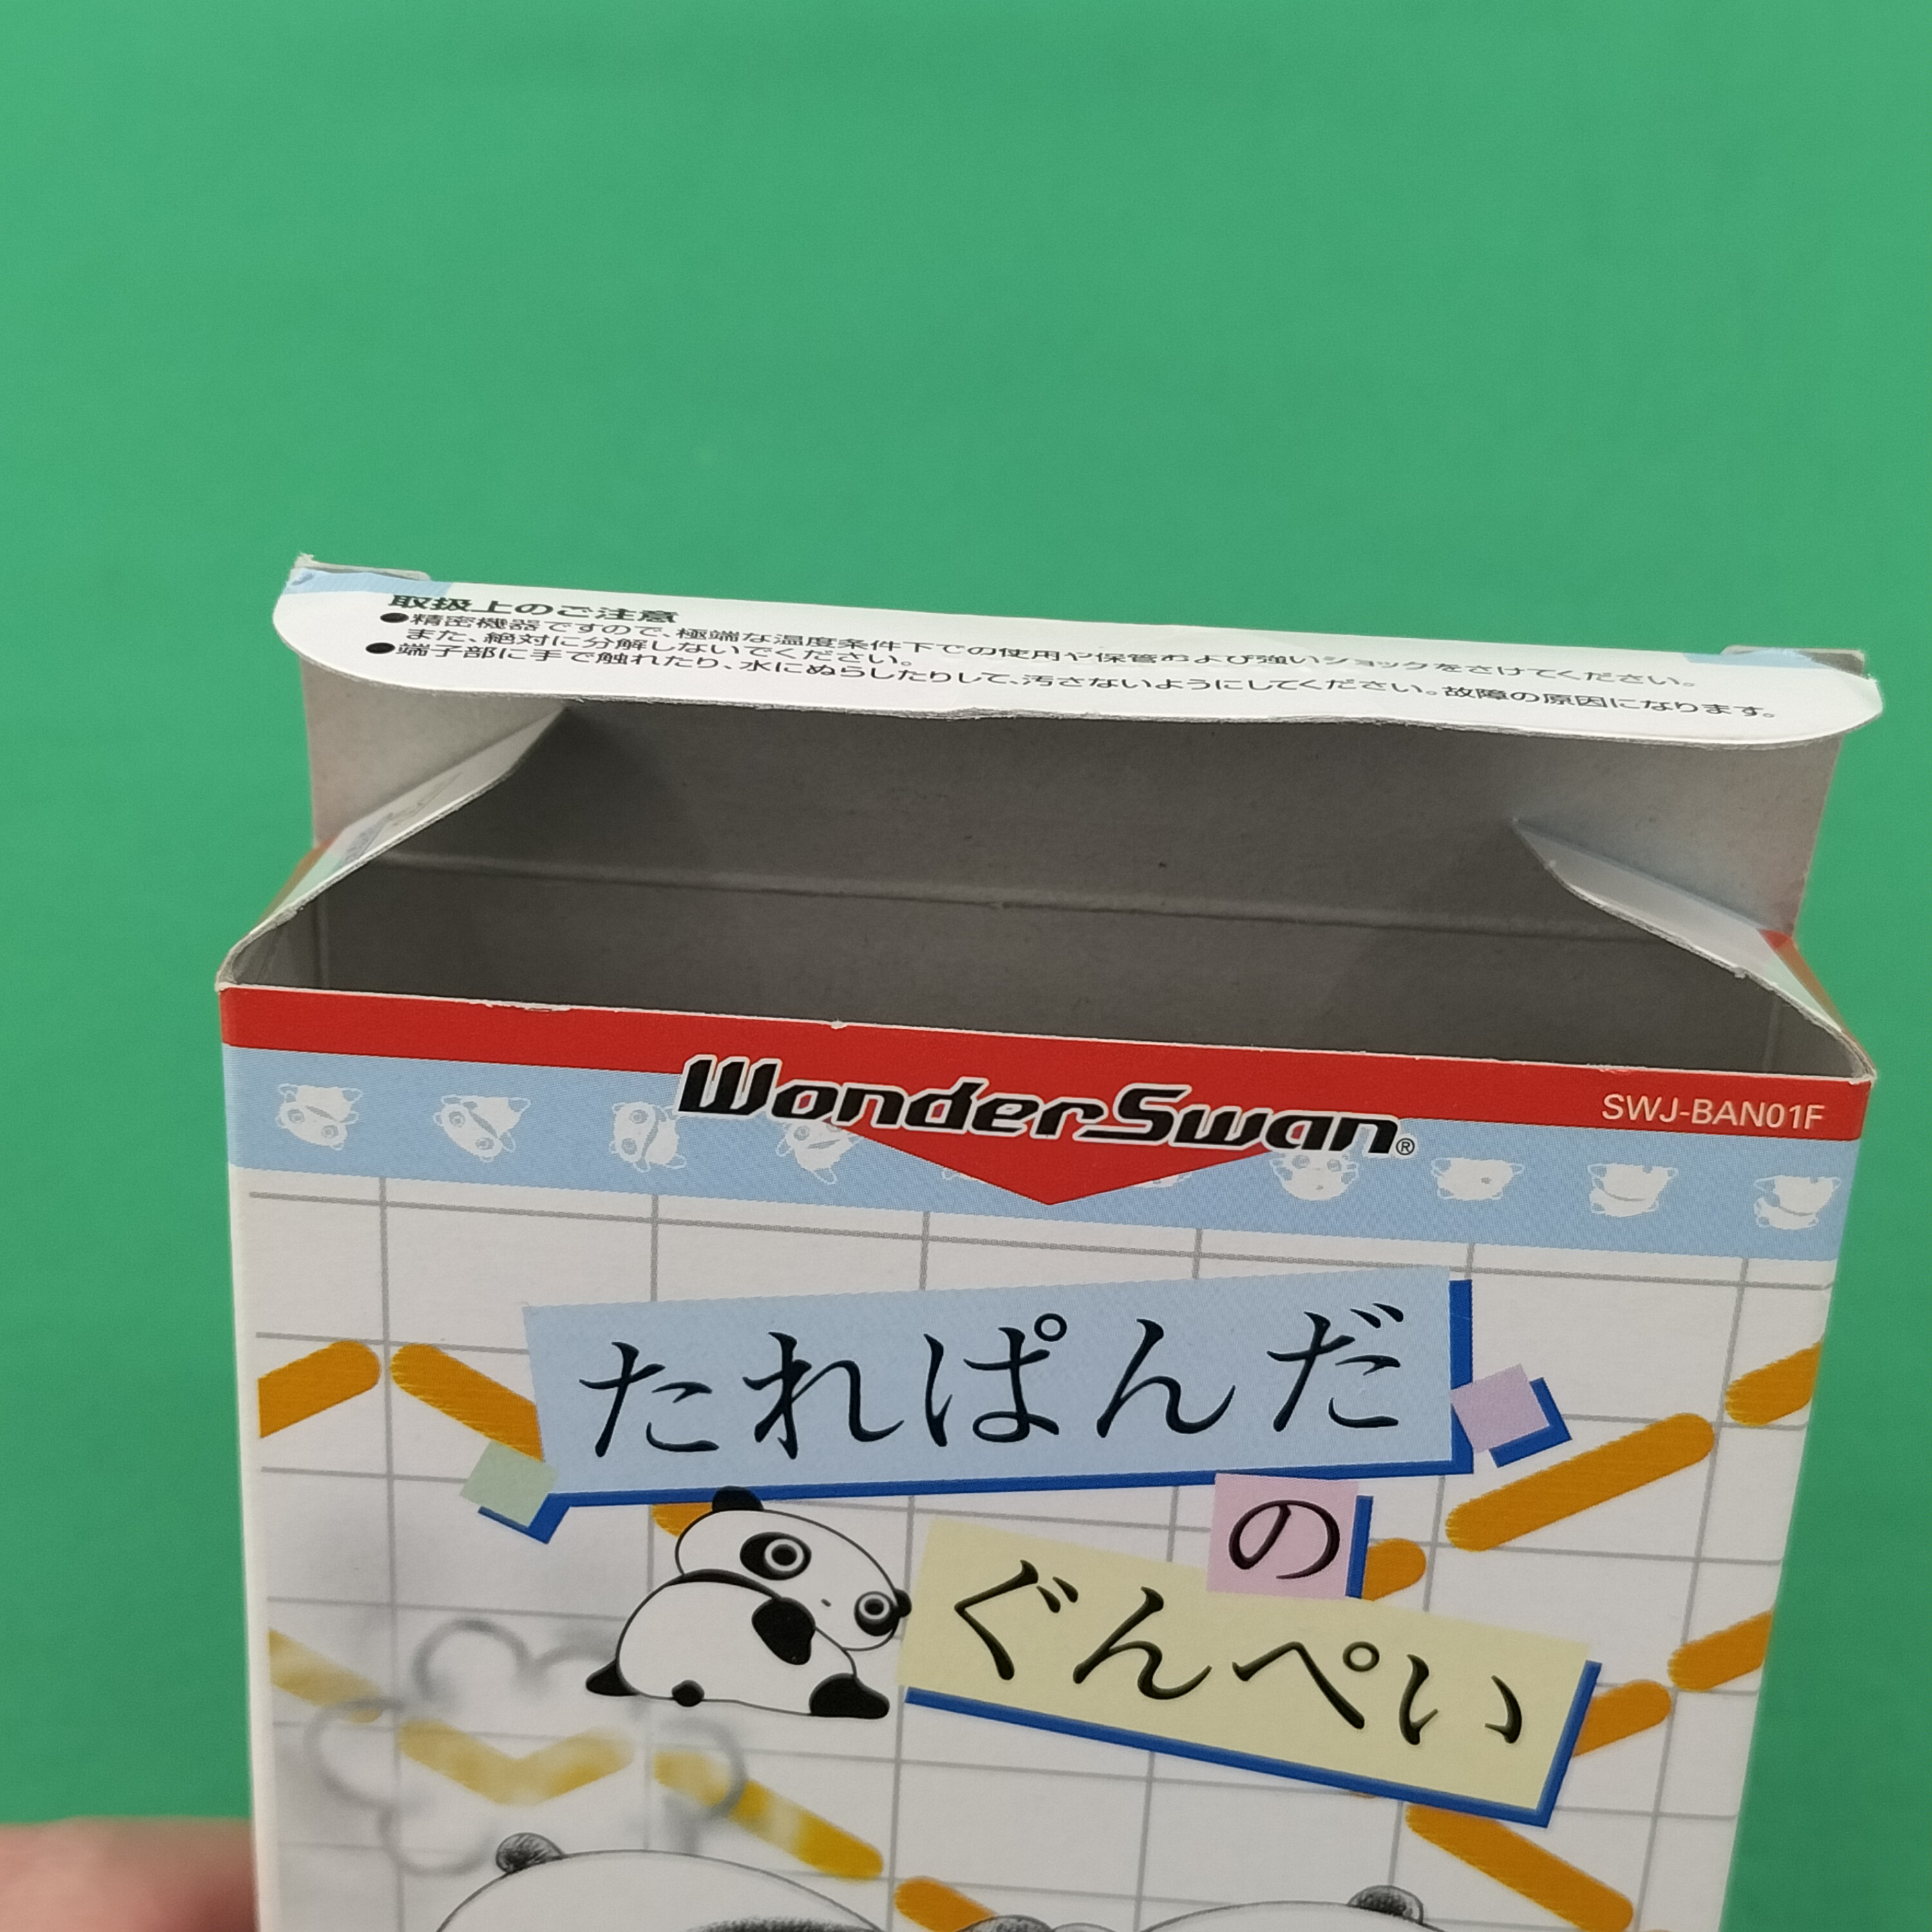 取扱上のご注意
●精密機器ですので、極端な温度条件下での使用や保管および強いショックをさけてください。
また、絶対に分解しないでください。
●端子部に手で触れたり、水にぬらしたりして、汚さないようにしてください。故障の原因になります。
WonderSwan®
SWJ-BAN01F
たれぱんだ
の
ぐんぺい